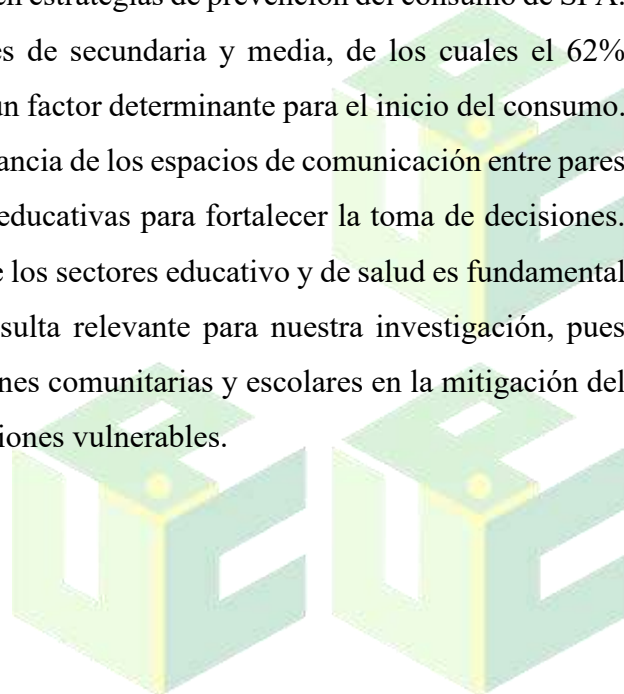 en estrategias de prevención del consumo de SPA.
es de secundaria y media, de los cuales el 62%
un factor determinante para el inicio del consumo.
ancia de los espacios de comunicación entre pares
educativas para fortalecer la toma de decisiones.
e los sectores educativo y de salud es fundamental
sulta relevante para nuestra investigación, pues
nes comunitarias y escolares en la mitigación del
iones vulnerables.